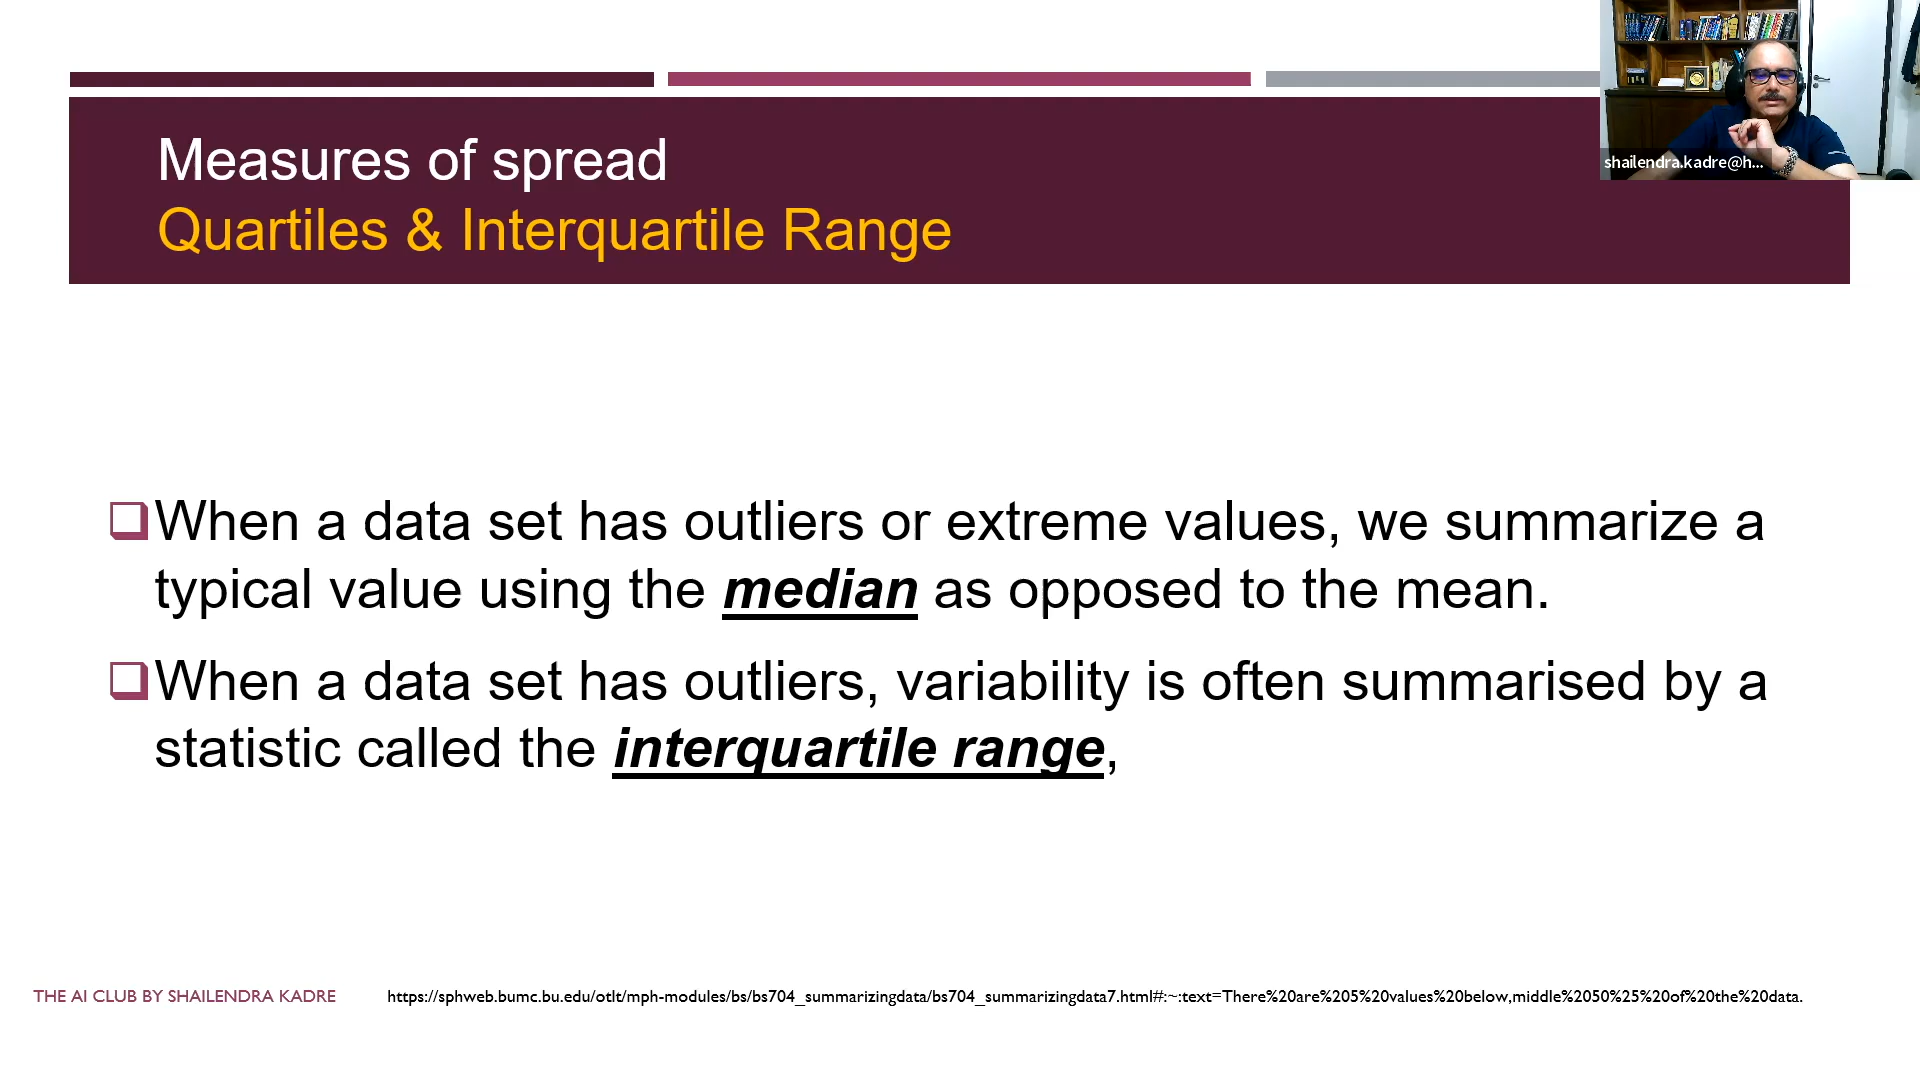 shailendra.kadre@h...
Measures of spread
Quartiles & Interquartile Range
When a data set has outliers or extreme values, we summarize a
typical value using the median as opposed to the mean.
When a data set has outliers, variability is often summarised by a
statistic called the interquartile range,
THE AI CLUB BY SHAILENDRA KADRE
https://sphweb.bumc.bu.edu/otlt/mph-modules/bs/bs704_summarizingdata/bs704_summarizingdata7.html#:~:text=There%20are%205%20values%20below,middle%2050%25%20of%20the%20data.